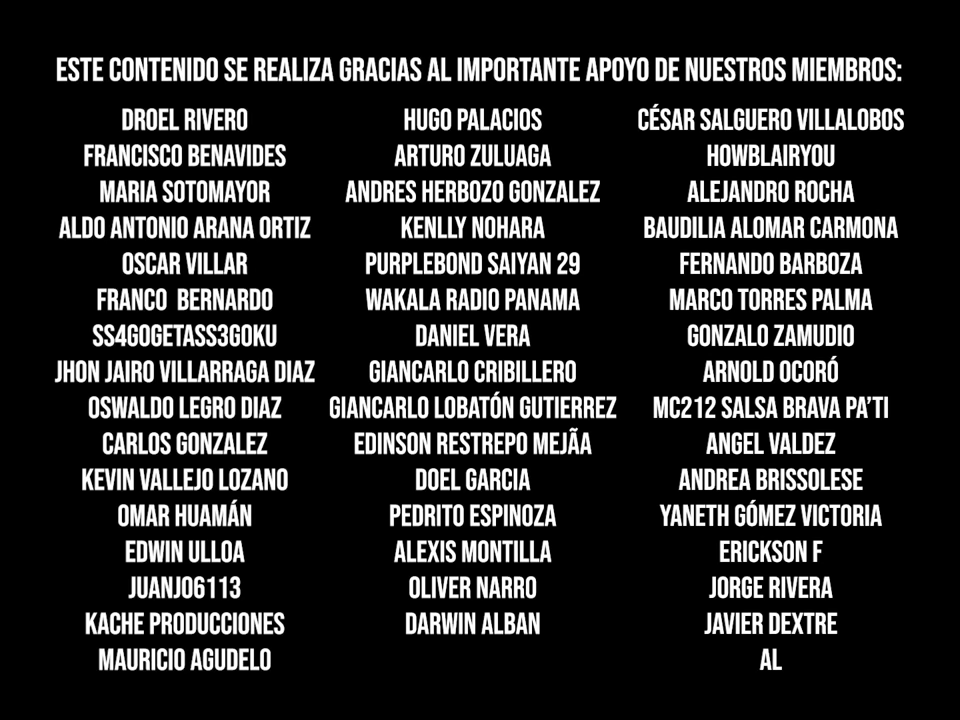 ESTE CONTENIDO SE REALIZA GRACIAS AL IMPORTANTE APOYO DE NUESTROS MIEMBROS:
DROEL RIVERO
FRANCISCO BENAVIDES
MARIA SOTOMAYOR
ALDO ANTONIO ARANA ORTIZ
OSCAR VILLAR
FRANCO BERNARDO
SS4GOGETASS3GOKU
JHON JAIRO VILLARRAGA DIAZ
OSWALDO LEGRO DIAZ
CARLOS GONZALEZ
KEVIN VALLEJO LOZANO
OMAR HUAMÁN
EDWIN ULLOA
JUANJO6113
KACHE PRODUCCIONES
MAURICIO AGUDELO
HUGO PALACIOS
ARTURO ZULUAGA
ANDRES HERBOZO GONZALEZ
KENLLY NOHARA
PURPLEBOND SAIYAN 29
WAKALA RADIO PANAMA
DANIEL VERA
GIANCARLO CRIBILLERO
GIANCARLO LOBATÓN GUTIERREZ
EDINSON RESTREPO MEJÃA
DOEL GARCIA
PEDRITO ESPINOZA
ALEXIS MONTILLA
OLIVER NARRO
DARWIN ALBAN
CÉSAR SALGUERO VILLALOBOS
HOWBLAIRYOU
ALEJANDRO ROCHA
BAUDILIA ALOMAR CARMONA
FERNANDO BARBOZA
MARCO TORRES PALMA
GONZALO ZAMUDIO
ARNOLD OCORÓ
MC212 SALSA BRAVA PA'TI
ANGEL VALDEZ
ANDREA BRISSOLESE
YANETH GÓMEZ VICTORIA
ERICKSON F
JORGE RIVERA
JAVIER DEXTRE
AL